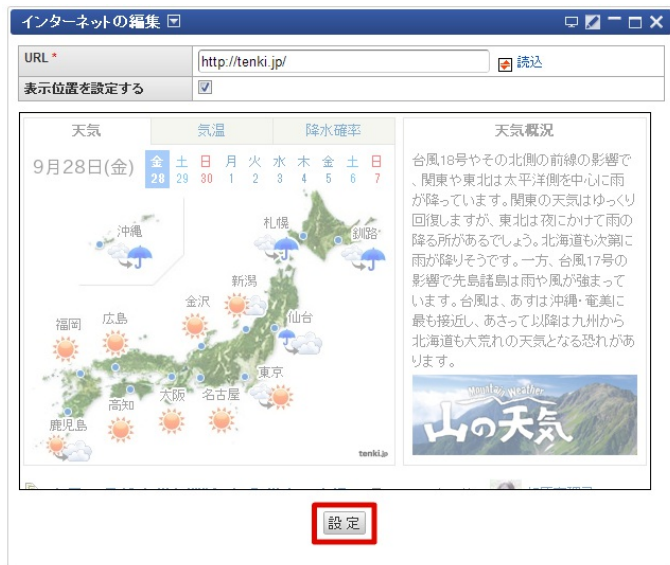 インターネットの編集
URL *
http://tenki.jp/
読込
表示位置を設定する
天気
気温
降水確率
天気概況
9月28日(金)
金 土 日 月 火 水 木 金 土 日
28 29 30 1 2 3 4 5 6 7
沖縄
札幌
釧路
新潟
金沢
仙台
福岡
広島
東京
大阪
名古屋
高知
鹿児島
tenki.jp
台風18号やその北側の前線の影響で
、関東や東北は太平洋側を中心に雨
が降っています。関東の天気はゆっくり
回復しますが、東北は夜にかけて雨の
降る所があるでしょう。北海道も次第に
雨が降りそうです。一方、台風17号の
影響で先島諸島は雨や風が強まって
います。台風は、あすは沖縄・奄美に
最も接近し、あさって以降は九州から
北海道も大荒れの天気となる恐れがあ
ります。
Mountain Weather
山の天気
設定